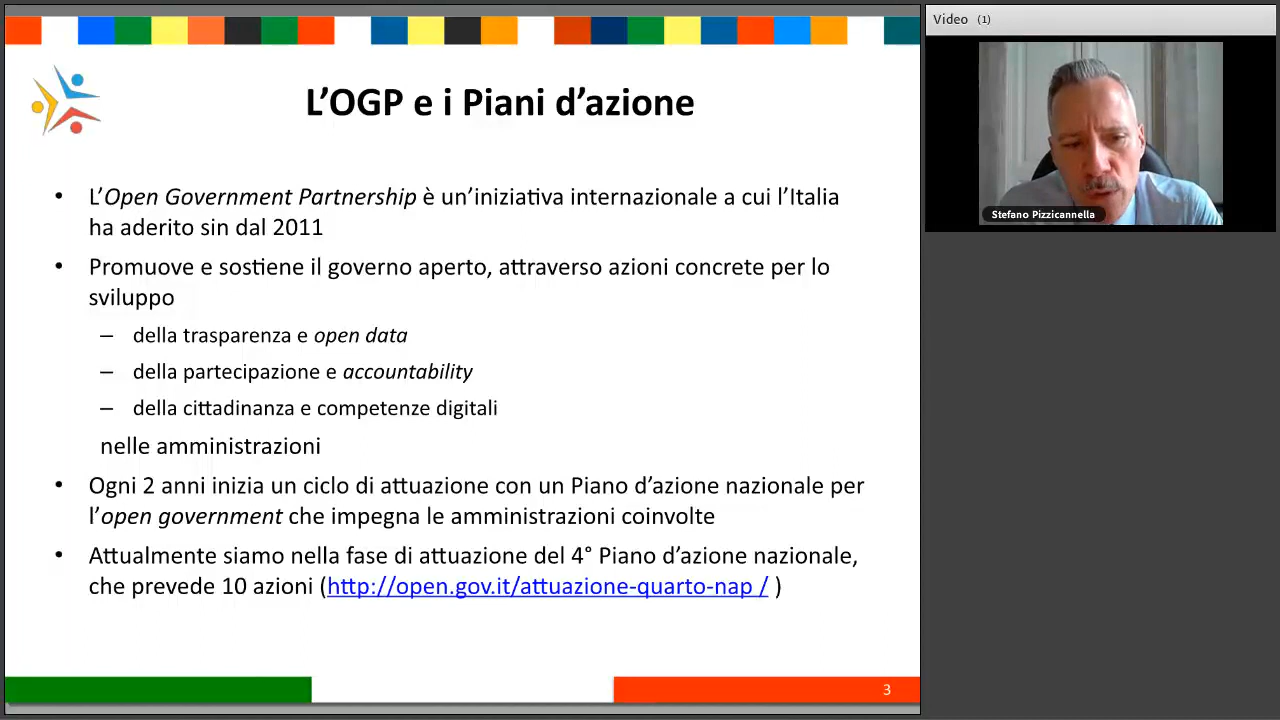 L’OGP e i Piani d’azione
• L’Open Government Partnership è un’iniziativa internazionale a cui l’Italia
ha aderito sin dal 2011
• Promuove e sostiene il governo aperto, attraverso azioni concrete per lo
sviluppo
– della trasparenza e open data
– della partecipazione e accountability
– della cittadinanza e competenze digitali
nelle amministrazioni
• Ogni 2 anni inizia un ciclo di attuazione con un Piano d’azione nazionale per
l’open government che impegna le amministrazioni coinvolte
• Attualmente siamo nella fase di attuazione del 4° Piano d’azione nazionale,
che prevede 10 azioni (http://open.gov.it/attuazione-quarto-nap / )
3
Video (1)
Stefano Pizzicannella